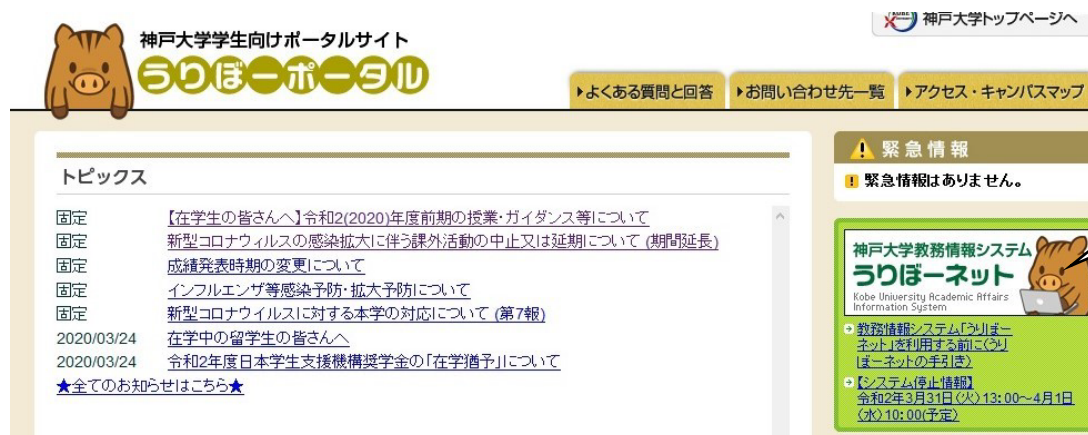 神戸大学学生向けポータルサイト
うりぼーポータル
神戸大学トップページへ
よくある質問と回答
お問い合わせ先一覧
アクセス・キャンパスマップ
トピックス
固定 【在学生の皆さんへ】令和2(2020)年度前期の授業・ガイダンス等について
固定 新型コロナウィルスの感染拡大に伴う課外活動の中止又は延期について (期間延長)
固定 成績発表時期の変更について
固定 インフルエンザ等感染予防・拡大予防について
固定 新型コロナウイルスに対する本学の対応について (第7報)
2020/03/24 在学中の留学生の皆さんへ
2020/03/24 令和2年度日本学生支援機構奨学金の「在学猶予」について
★全てのお知らせはこちら★
緊急情報
緊急情報はありません。
神戸大学教務情報システム
うりぼーネット
Kobe University Academic Affairs
Information System
教務情報システム「うりぼー
ネット」を利用する前に(うり
ぼーネットの手引き)
【システム停止情報】
令和2年3月31日(火)13:00～4月1日
(水)10:00(予定)